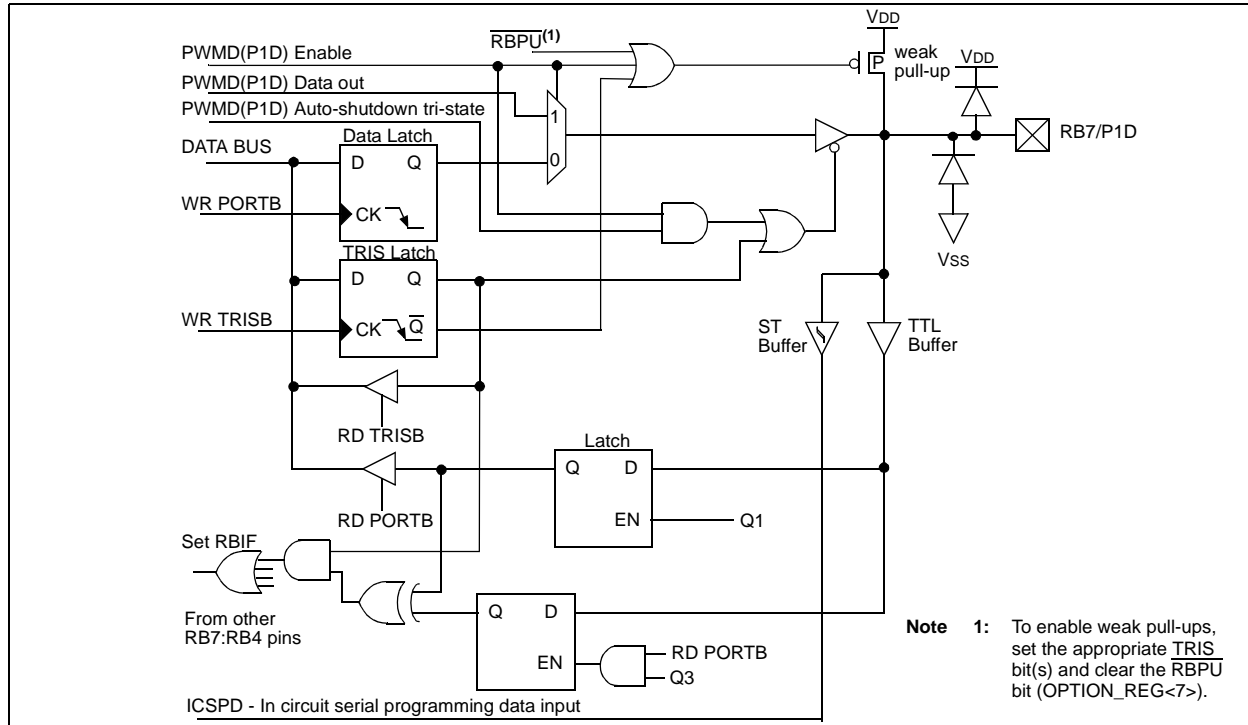 VDD
RBPU(1)
PWMD(P1D) Enable
weak
pull-up
P
VDD
PWMD(P1D) Data out
PWMD(P1D) Auto-shutdown tri-state
1
0
RB7/P1D
Data Latch
DATA BUS
D Q
WR PORTB
CK
VSS
TRIS Latch
D Q
WR TRISB
CK Q
ST
Buffer
TTL
Buffer
RD TRISB
Latch
Q D
EN
Q1
RD PORTB
Set RBIF
From other
RB7:RB4 pins
Q D
EN
RD PORTB
Q3
Note 1: To enable weak pull-ups,
set the appropriate TRIS
bit(s) and clear the RBPU
bit (OPTION_REG<7>).
ICSPD - In circuit serial programming data input